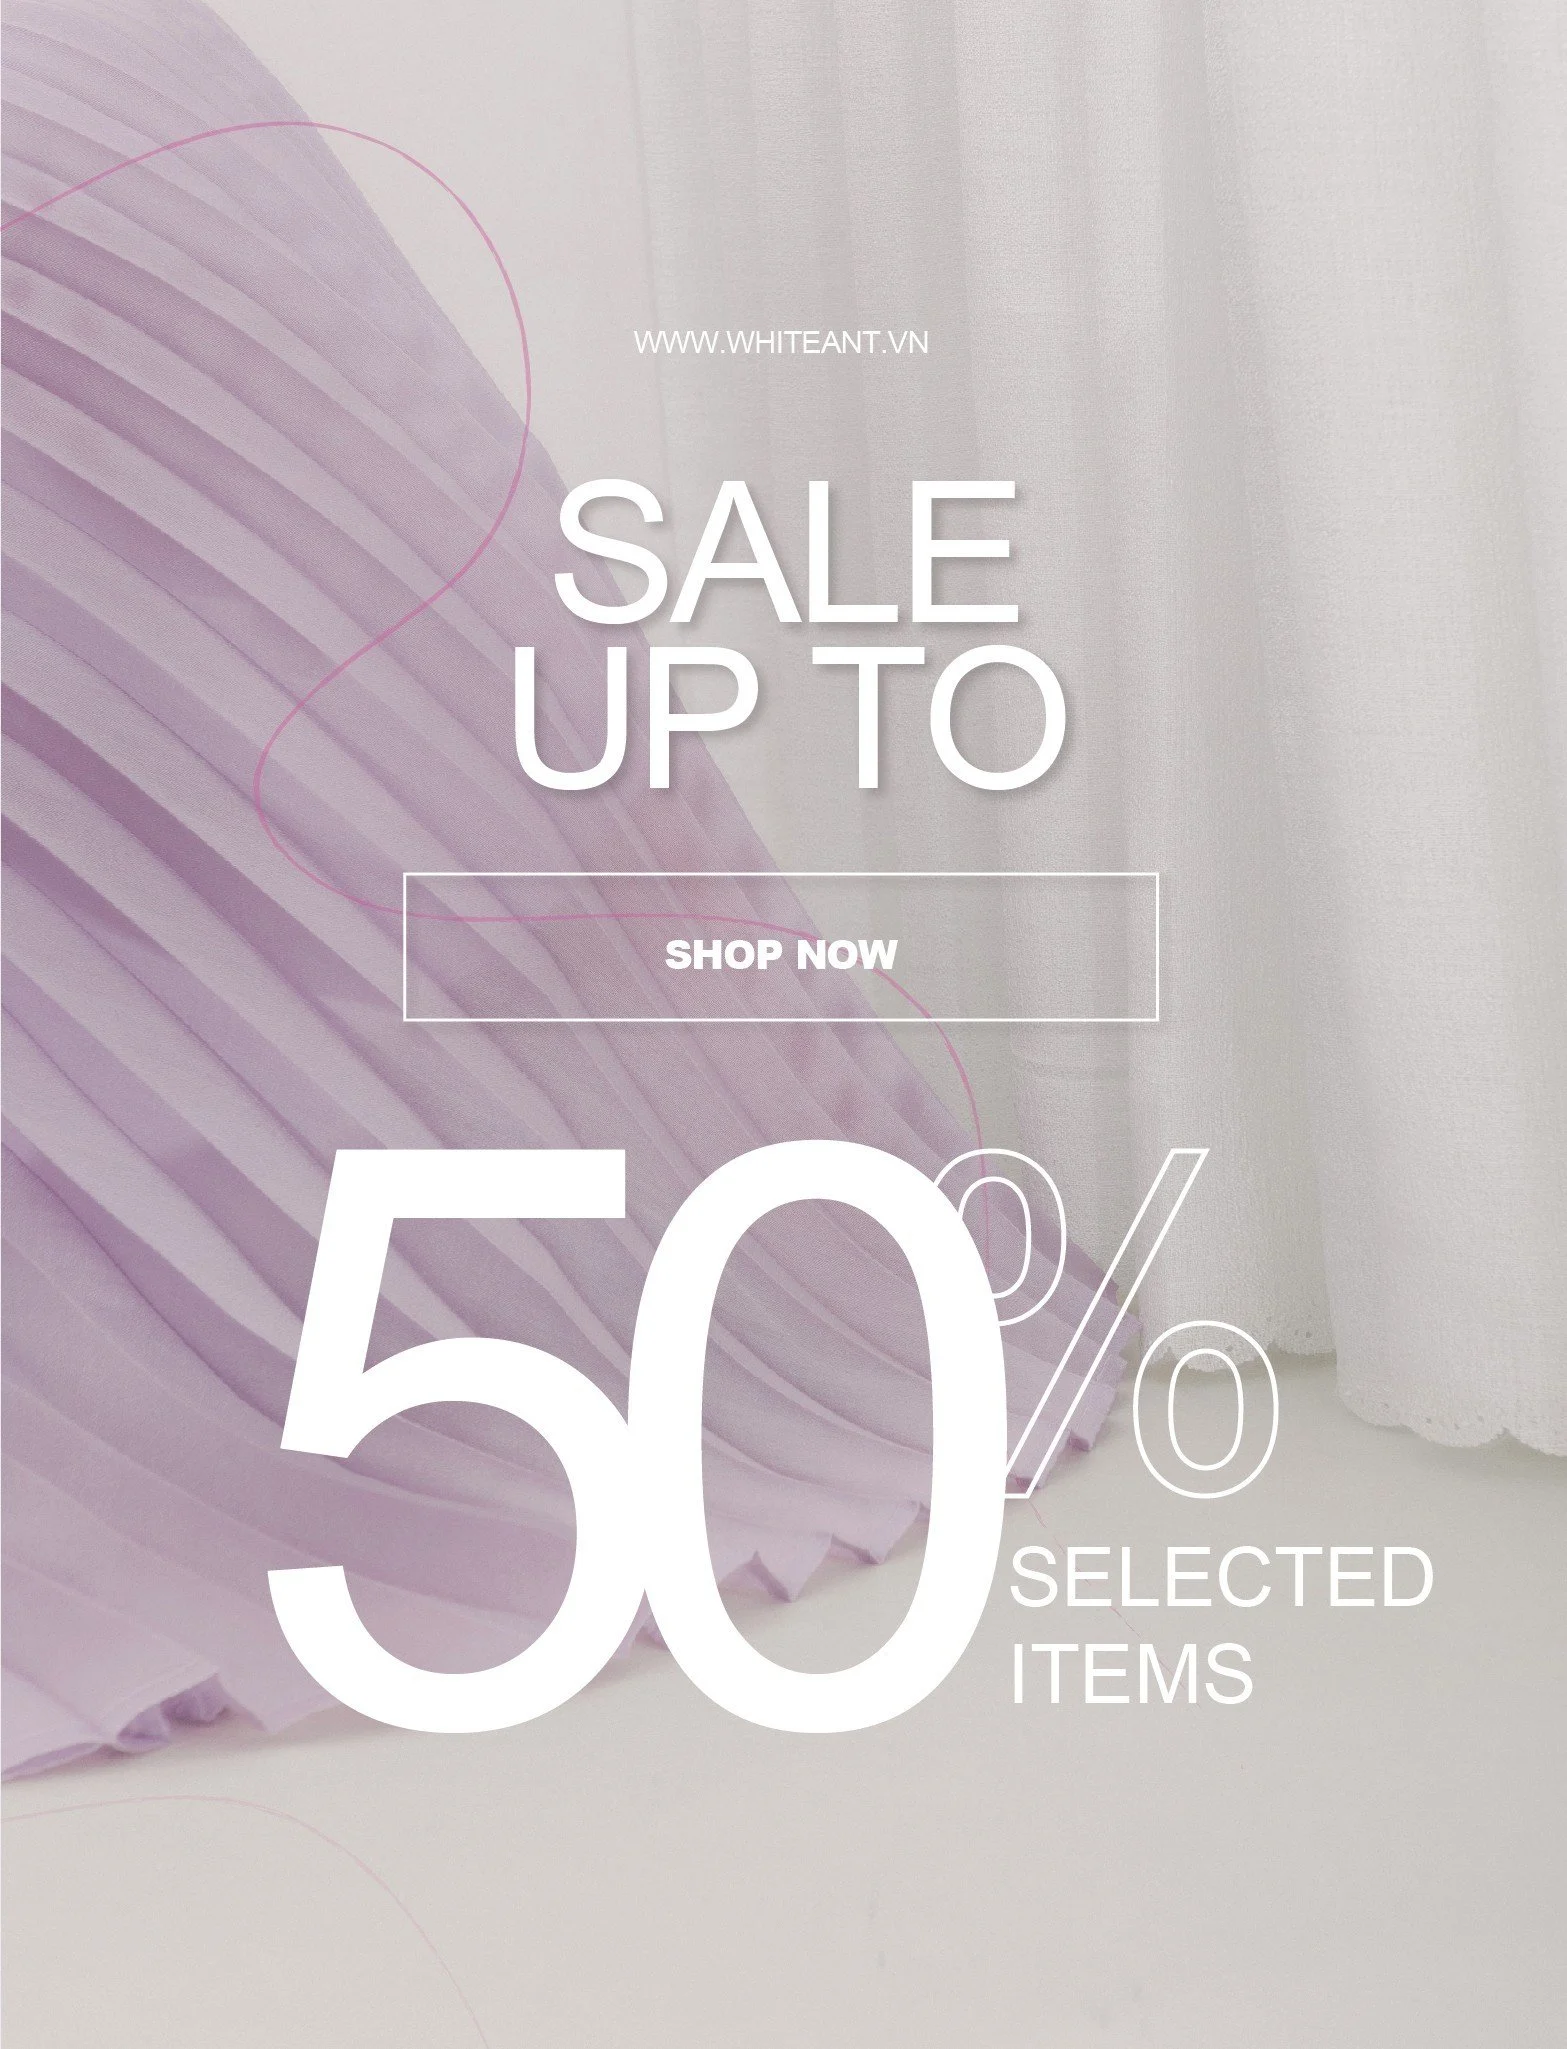 WWW.WHITEANT.VN
SALE
UP TO
SHOP NOW
50%
SELECTED
ITEMS